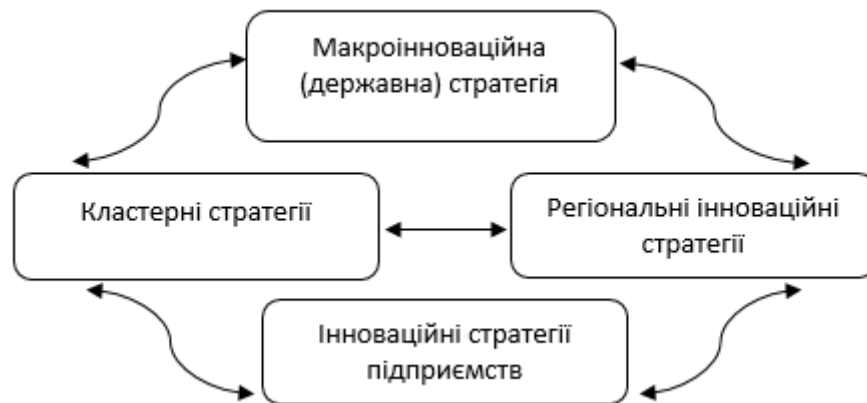 Макроінноваційна
(державна) стратегія
Кластерні стратегії
Регіональні інноваційні
стратегії
Інноваційні стратегії
підприємств